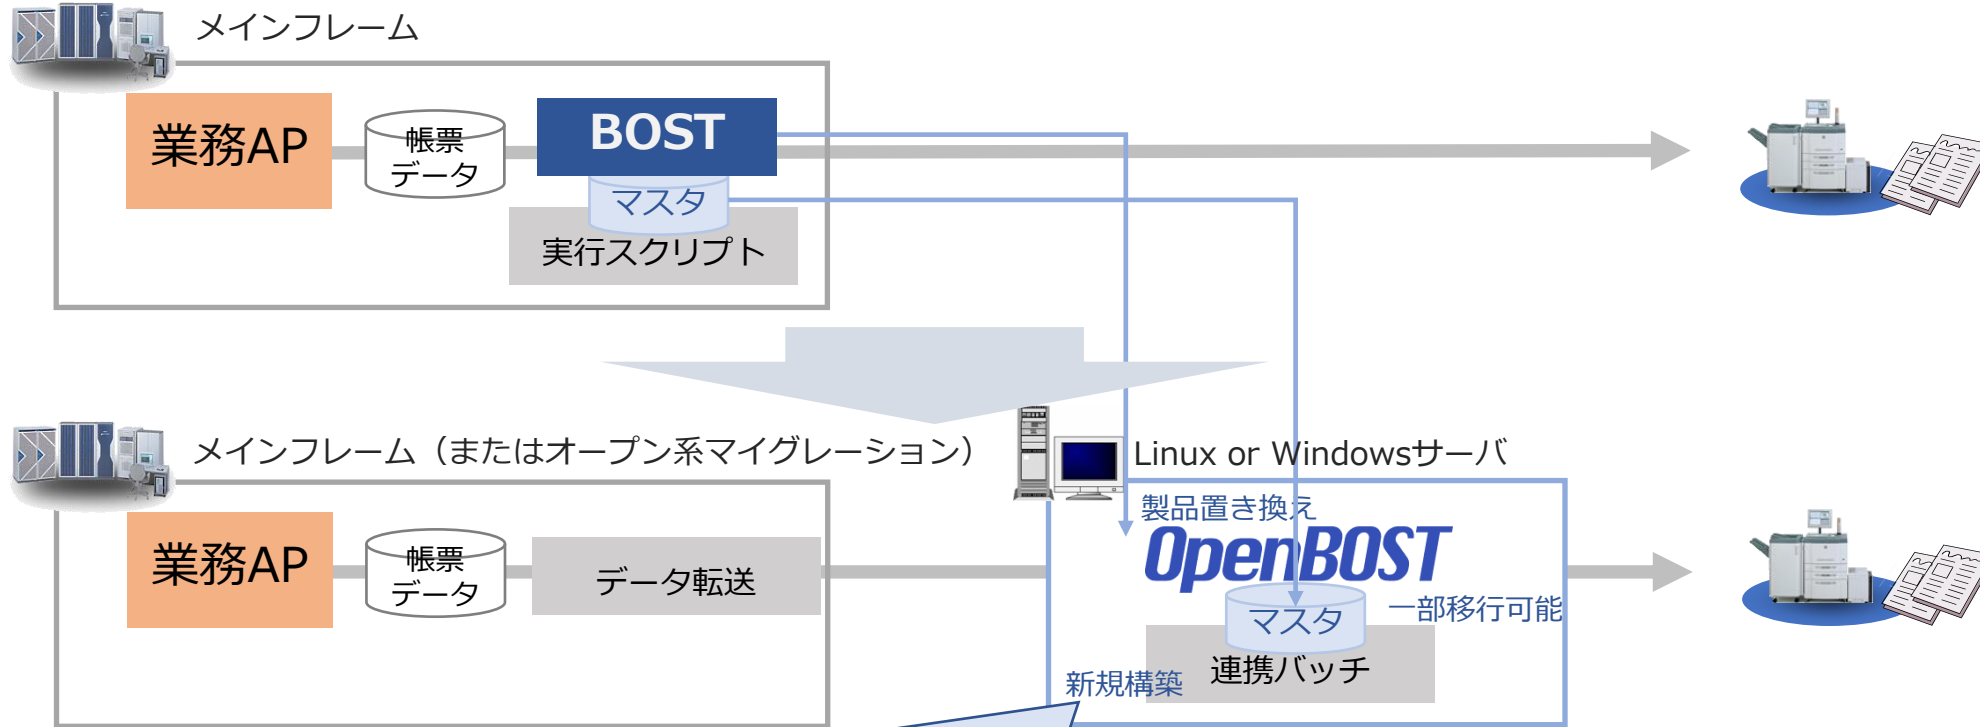 メインフレーム
業務AP
帳票
データ
BOST
マスタ
実行スクリプト
メインフレーム（またはオープン系マイグレーション）
Linux or Windowsサーバ
業務AP
帳票
データ
データ転送
製品置き換え
OpenBOST
マスタ
一部移行可能
連携バッチ
新規構築